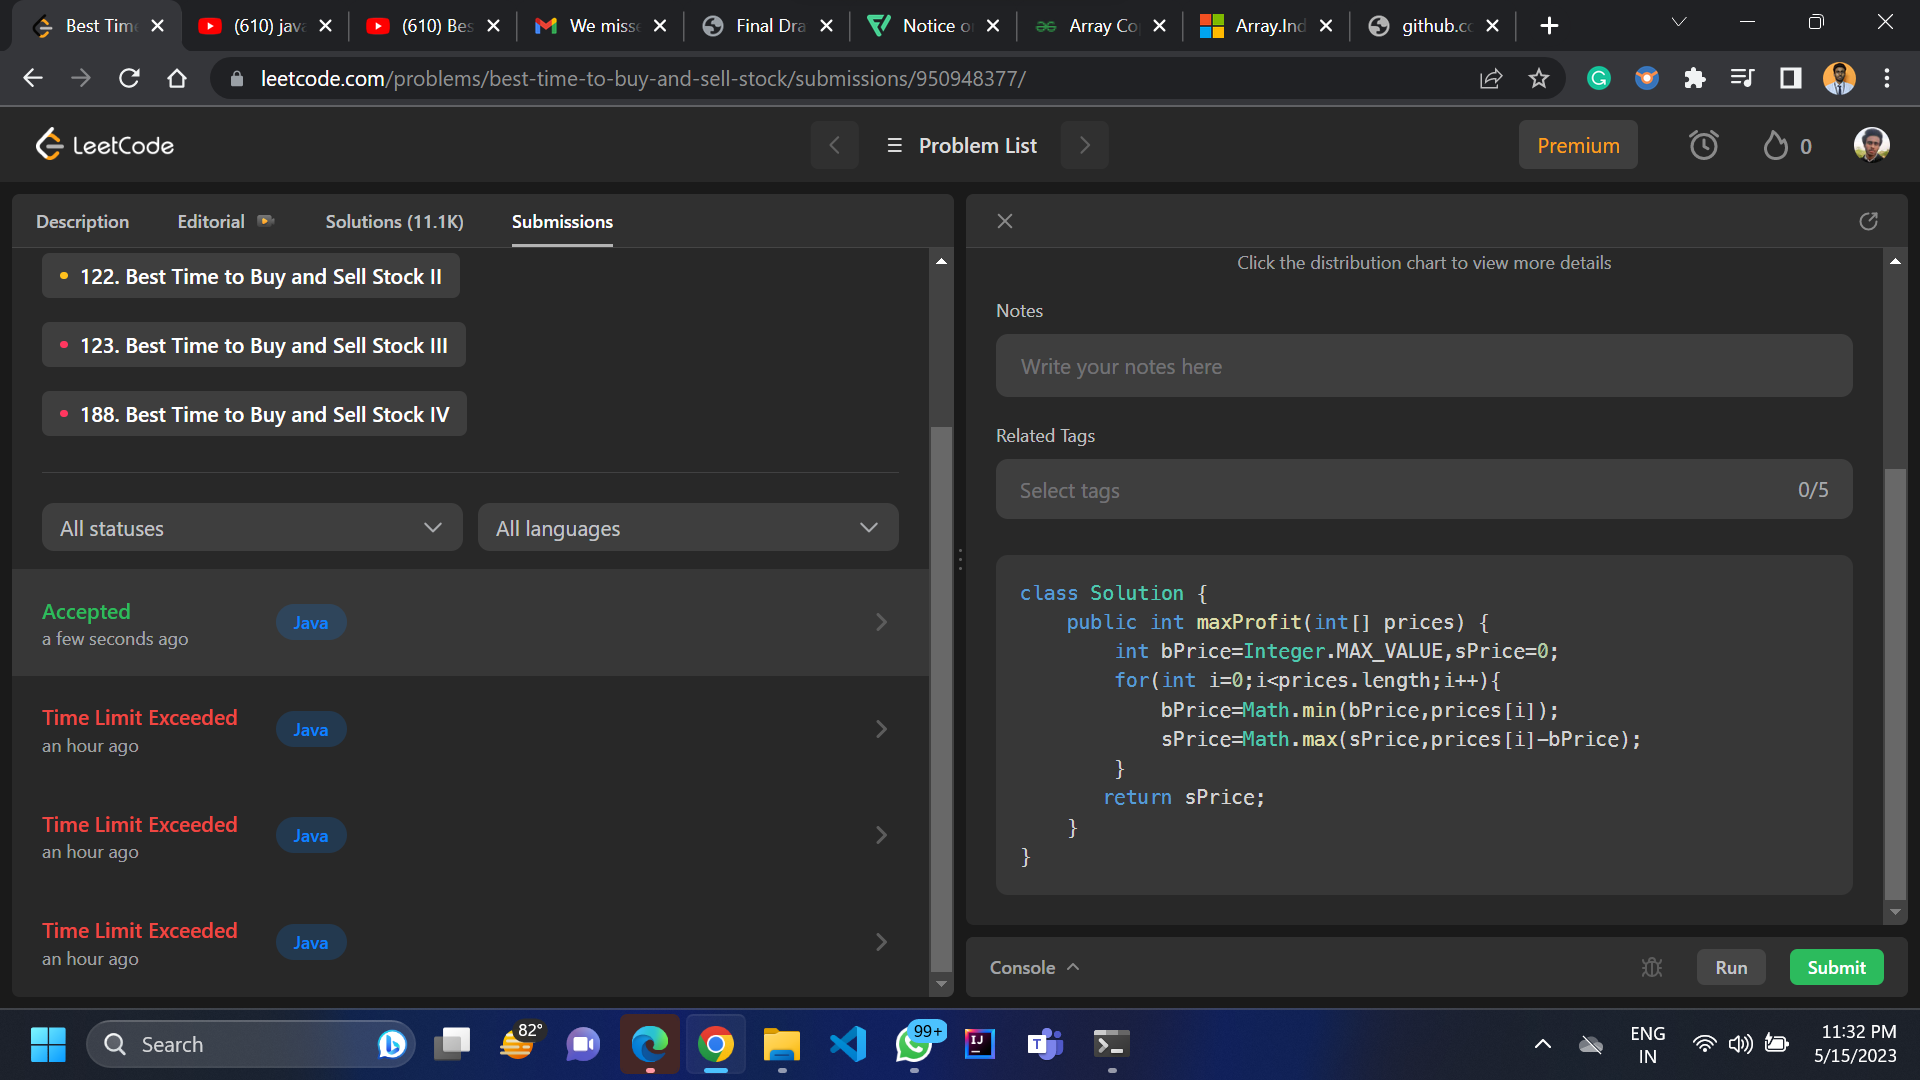 Best Time
(610) java
(610) Bes
We misse
Final Dra
Notice o
Array Co
Array.Ind
github.co
leetcode.com/problems/best-time-to-buy-and-sell-stock/submissions/950948377/
LeetCode
Problem List
Premium
0
Description
Editorial
Solutions (11.1K)
Submissions
122. Best Time to Buy and Sell Stock II
123. Best Time to Buy and Sell Stock III
188. Best Time to Buy and Sell Stock IV
All statuses
All languages
Accepted
a few seconds ago
Java
Time Limit Exceeded
an hour ago
Java
Time Limit Exceeded
an hour ago
Java
Time Limit Exceeded
an hour ago
Java
Click the distribution chart to view more details
Notes
Write your notes here
Related Tags
Select tags
0/5
class Solution {
    public int maxProfit(int[] prices) {
        int bPrice=Integer.MAX_VALUE,sPrice=0;
        for(int i=0;i<prices.length;i++){
            bPrice=Math.min(bPrice,prices[i]);
            sPrice=Math.max(sPrice,prices[i]-bPrice);
        }
       return sPrice;
    }
}
Console
Run
Submit
Search
82°
99+
IJ
T
ENG
IN
11:32 PM
5/15/2023